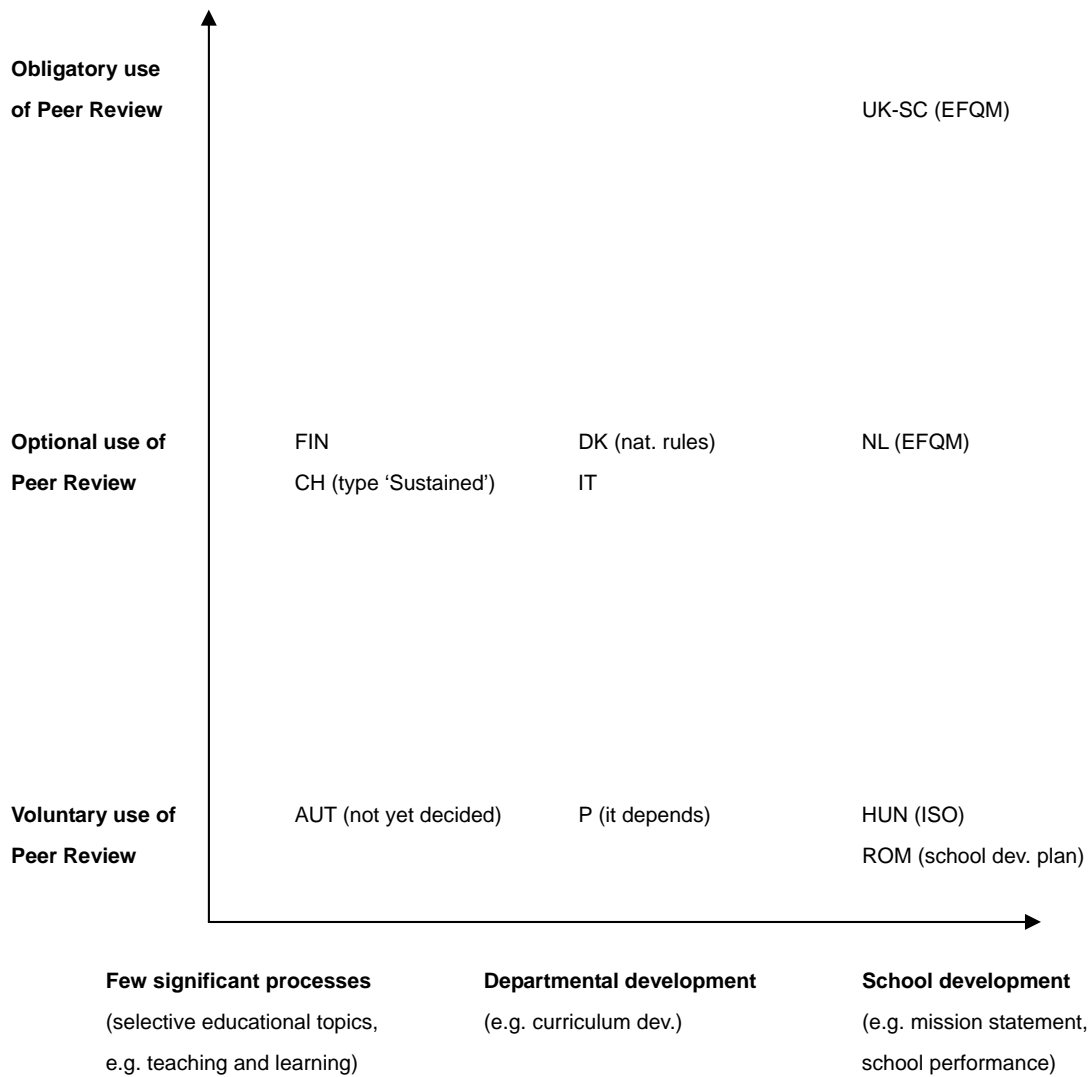 Obligatory use
of Peer Review
UK-SC (EFQM)
Optional use of
Peer Review
FIN
CH (type ‘Sustained’)
DK (nat. rules)
IT
NL (EFQM)
Voluntary use of
Peer Review
AUT (not yet decided)
P (it depends)
HUN (ISO)
ROM (school dev. plan)
Few significant processes
(selective educational topics,
e.g. teaching and learning)
Departmental development
(e.g. curriculum dev.)
School development
(e.g. mission statement,
school performance)